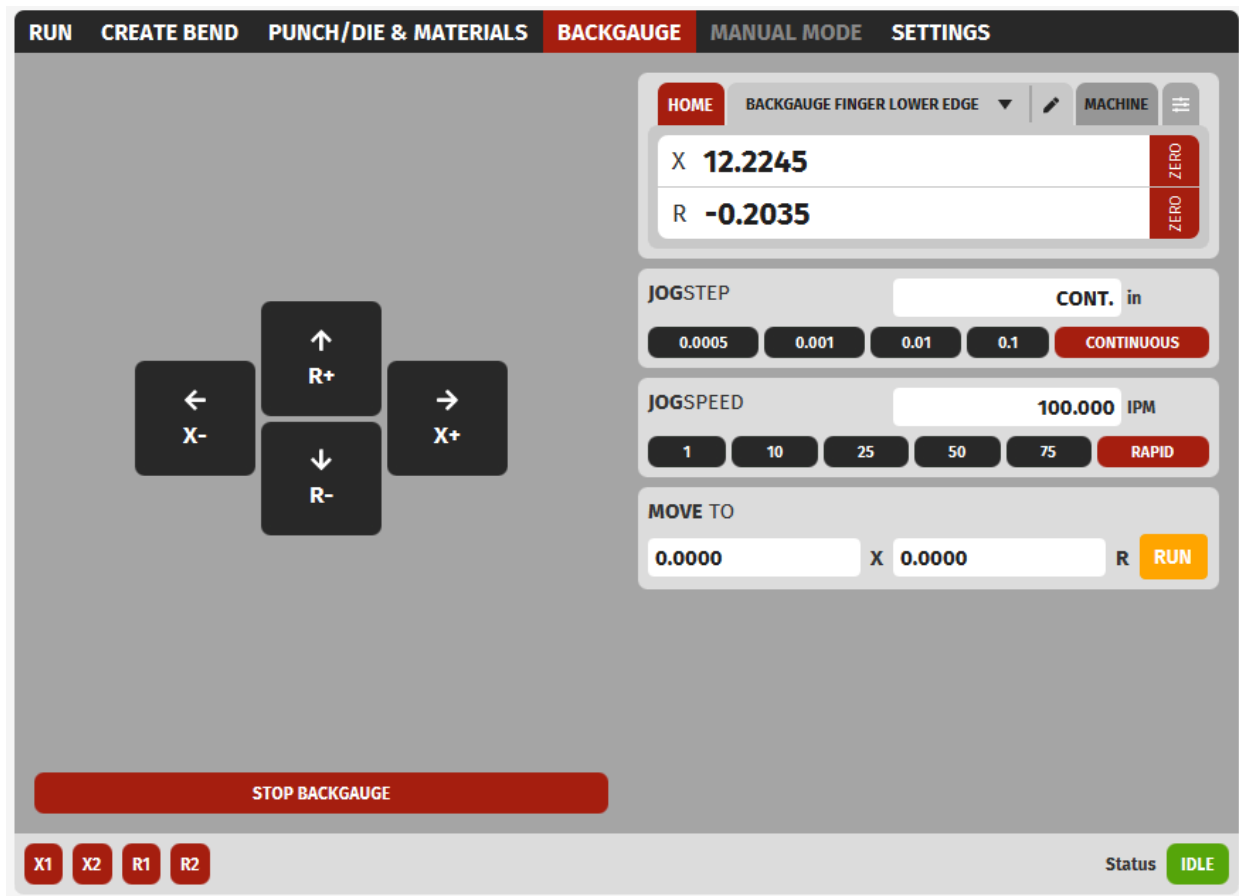 RUN CREATE BEND PUNCH/DIE & MATERIALS BACKGAUGE MANUAL MODE SETTINGS
HOME BACKGAUGE FINGER LOWER EDGE MACHINE
X 12.2245 ZERO
R -0.2035 ZERO
JOGSTEP CONT. in
0.0005 0.001 0.01 0.1 CONTINUOUS
JOGSPEED 100.000 IPM
1 10 25 50 75 RAPID
MOVE TO
0.0000 X 0.0000 R RUN
R+
X- X+
R-
STOP BACKGAUGE
X1 X2 R1 R2 Status IDLE